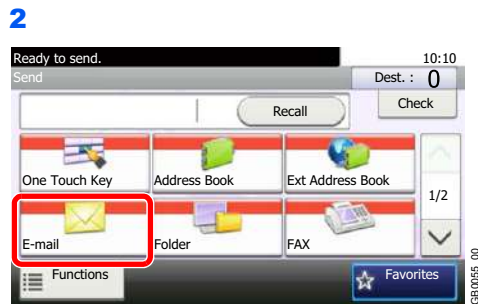 2
Ready to send. 10:10
Send Dest. : 0
Recall Check
One Touch Key Address Book Ext Address Book
1/2
E-mail Folder FAX
Functions Favorites
GB0055_00